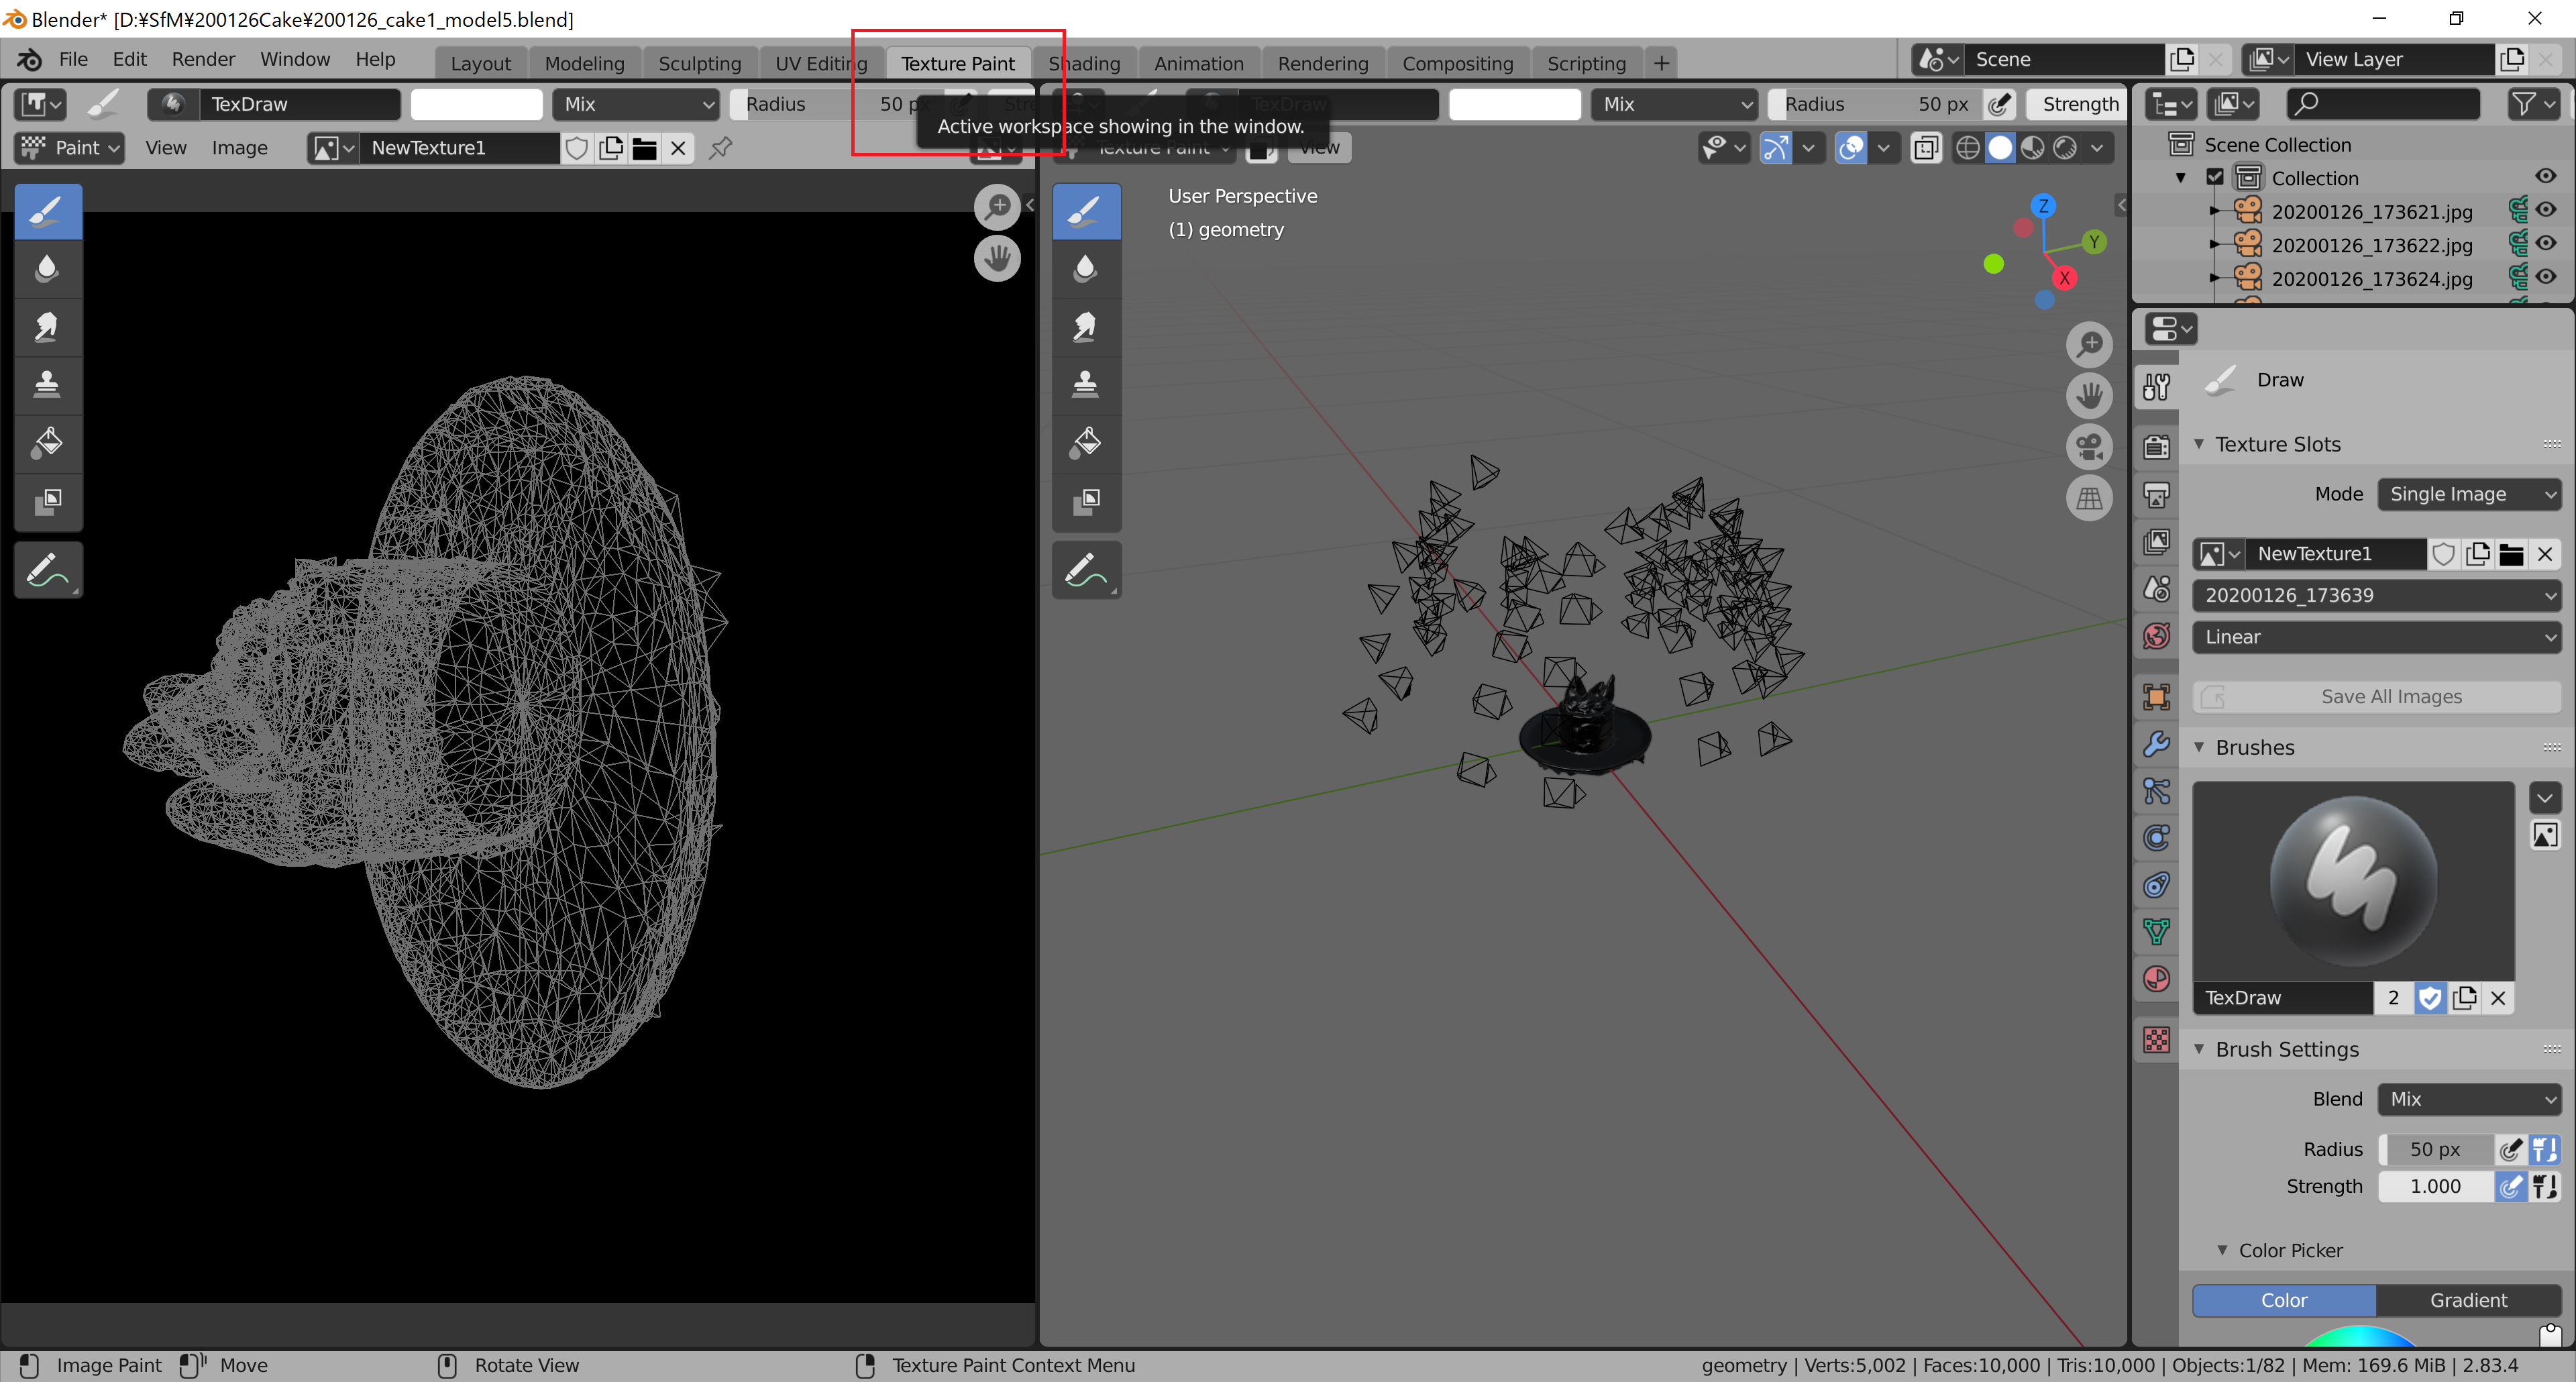 Blender* [D:¥SfM¥200126Cake¥200126_cake1_model5.blend]
File Edit Render Window Help Layout Modeling Sculpting UV Editing Texture Paint Shading Animation Rendering Compositing Scripting + Scene View Layer
TexDraw Mix Radius 50 px Stre TexDraw Mix Radius 50 px Strength
Active workspace showing in the window.
Paint View Image NewTexture1 Texture Paint View
Scene Collection
Collection
20200126_173621.jpg
20200126_173622.jpg
20200126_173624.jpg
User Perspective
(1) geometry
Z
Y
X
Draw
Texture Slots
Mode Single Image
NewTexture1
20200126_173639
Linear
Save All Images
Brushes
TexDraw 2
Brush Settings
Blend Mix
Radius 50 px
Strength 1.000
Color Picker
Color Gradient
Image Paint Move Rotate View Texture Paint Context Menu geometry | Verts:5,002 | Faces:10,000 | Tris:10,000 | Objects:1/82 | Mem: 169.6 MiB | 2.83.4